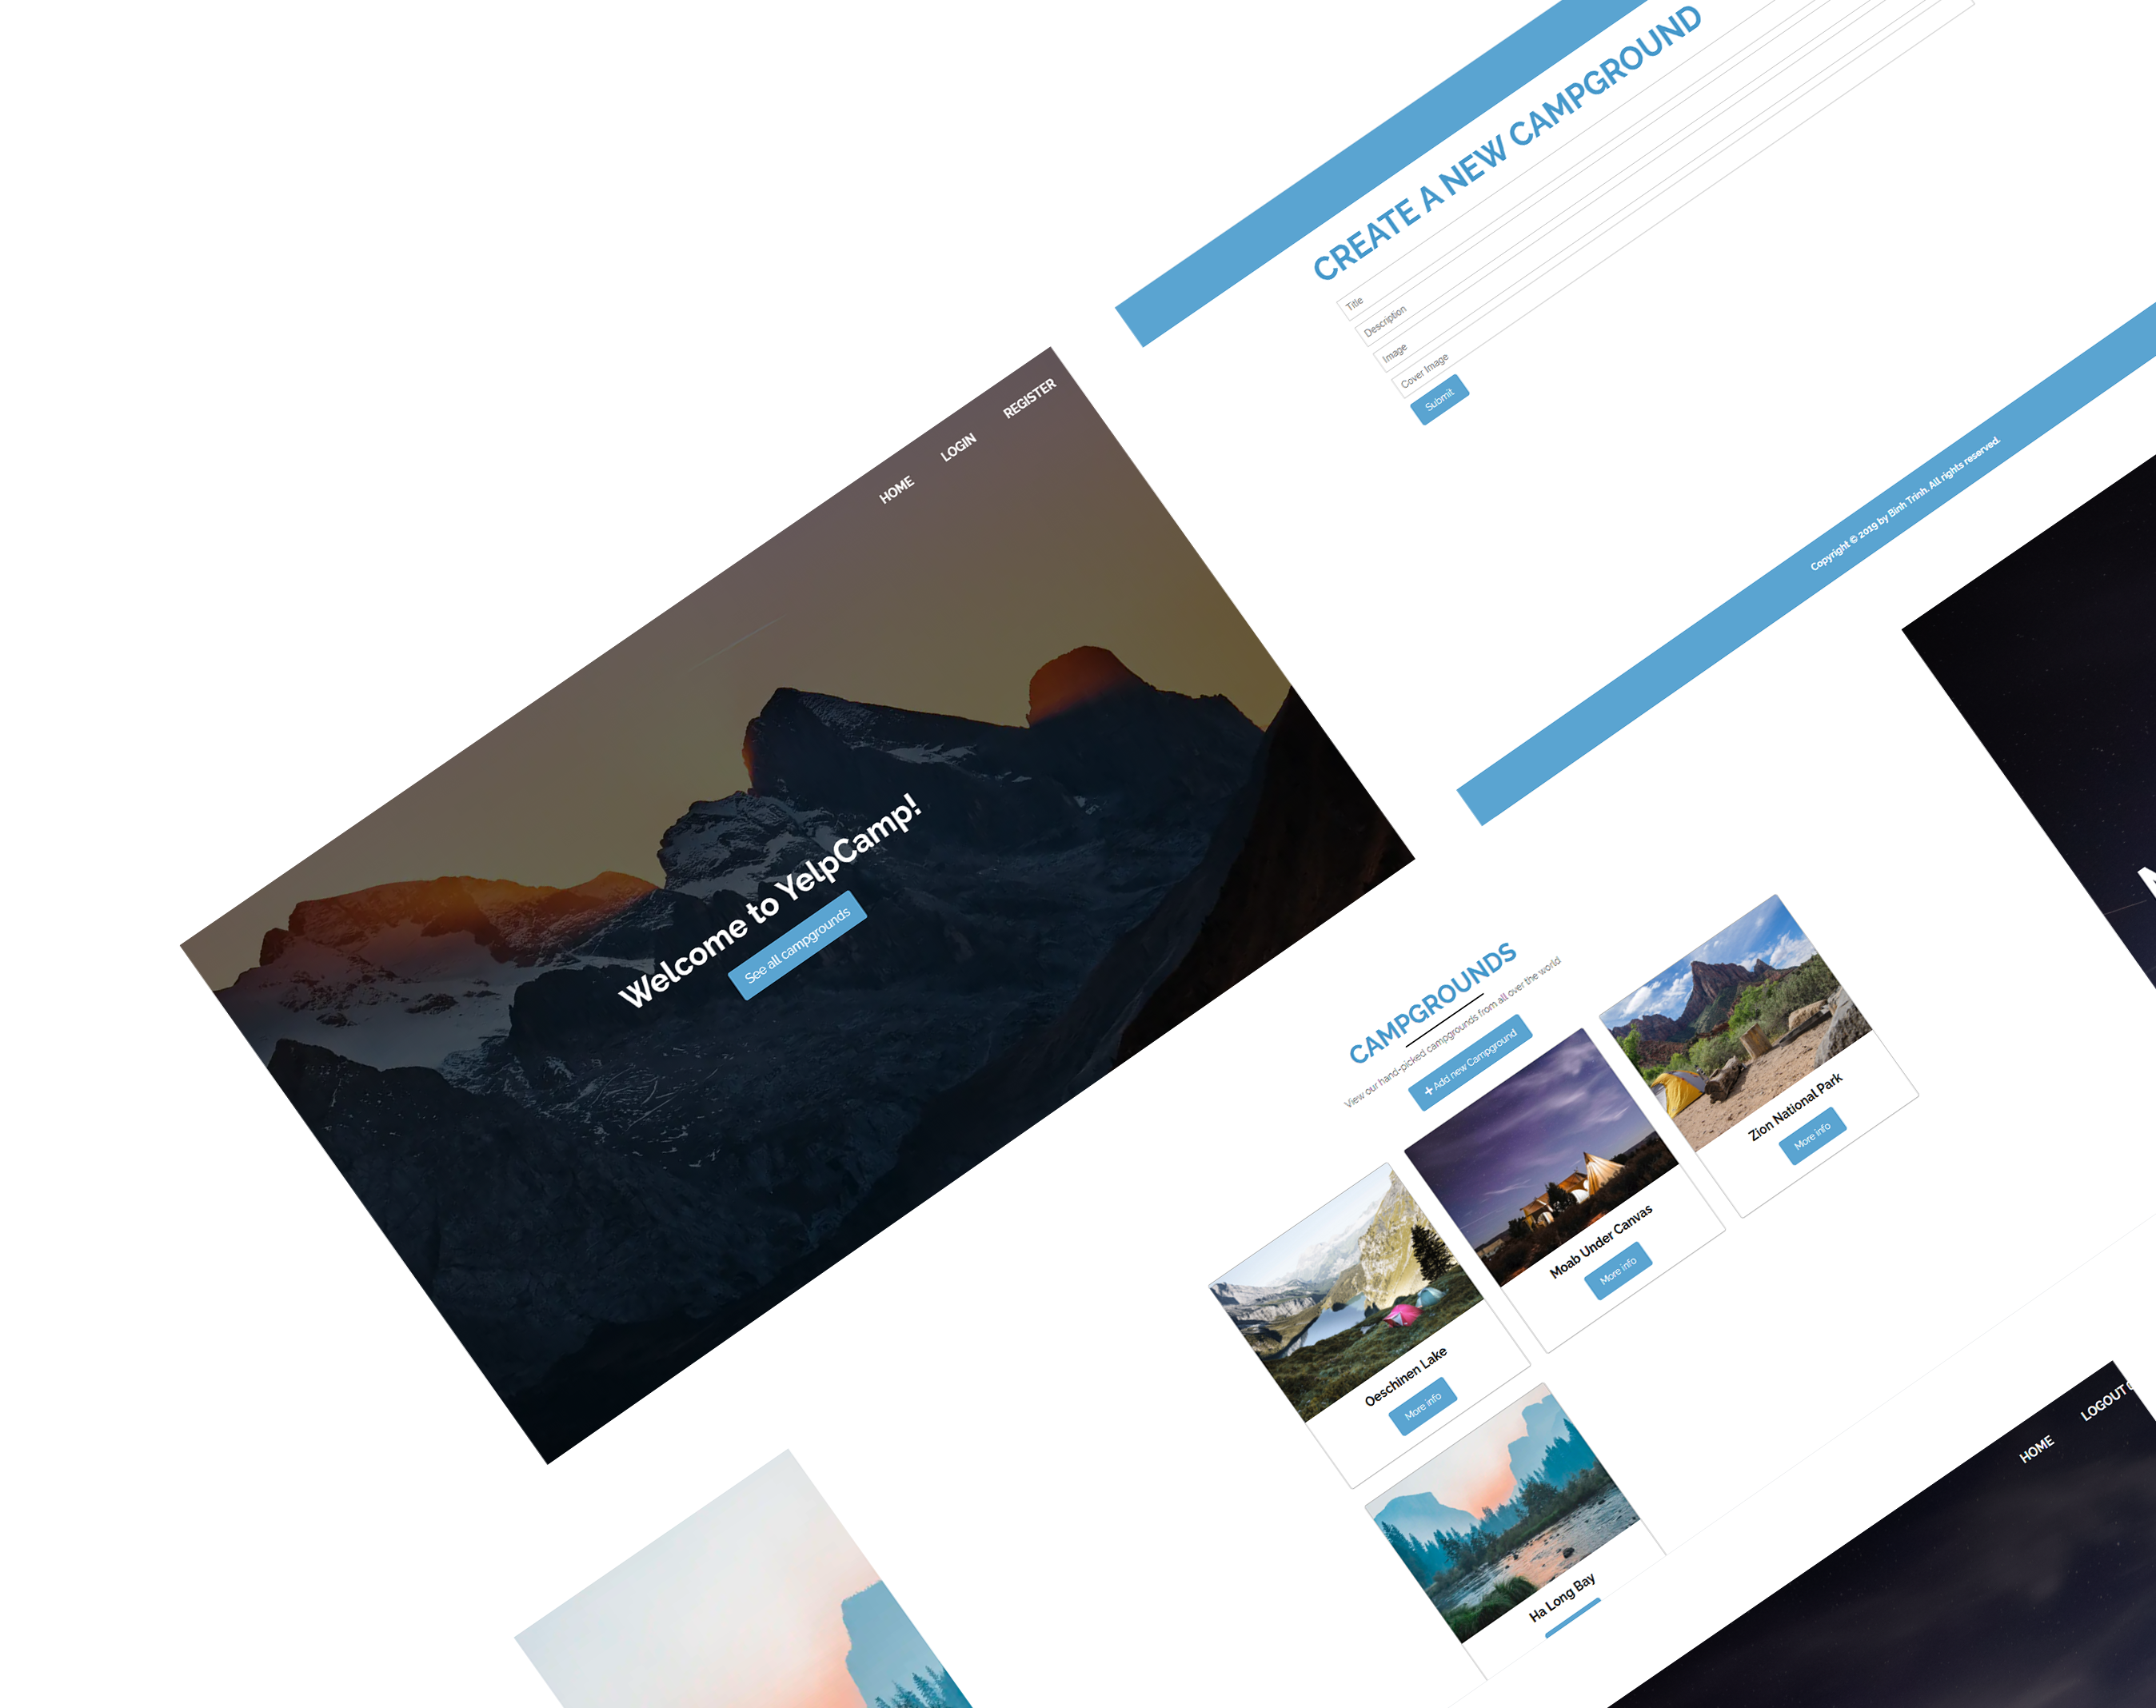 CREATE A NEW CAMPGROUND
Title
Description
Image
Cover Image
Submit
Copyright © 2019 by Binh Trinh. All rights reserved.
HOME LOGIN REGISTER
Welcome to YelpCamp!
See all campgrounds
CAMPGROUNDS
View our hand-picked campgrounds from all over the world
+Add new Campground
Oeschinen Lake
More info
Moab Under Canvas
More info
Zion National Park
More info
Ha Long Bay
HOME LOGOUT